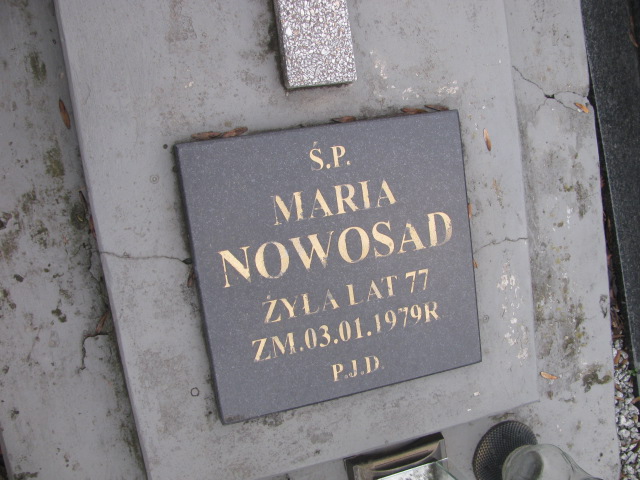 Ś.P.
MARIA
NOWOSAD
ŻYŁA LAT 77
ZM.03.01.1979R
P.J.D.